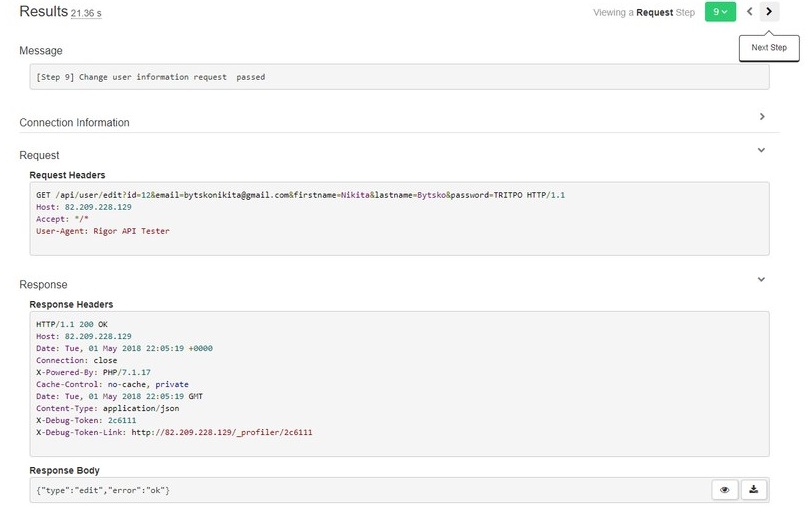 Results 21.36 s
Viewing a Request Step 9
Next Step
Message
[Step 9] Change user information request  passed
Connection Information
Request
Request Headers
GET /api/user/edit?id=12&email=bytskonikita@gmail.com&firstname=Nikita&lastname=Bytsko&password=TRITPO HTTP/1.1
Host: 82.209.228.129
Accept: "/"
User-Agent: Rigor API Tester
Response
Response Headers
HTTP/1.1 200 OK
Host: 82.209.228.129
Date: Tue, 01 May 2018 22:05:19 +0000
Connection: close
X-Powered-By: PHP/7.1.17
Cache-Control: no-cache, private
Date: Tue, 01 May 2018 22:05:19 GMT
Content-Type: application/json
X-Debug-Token: 2c6111
X-Debug-Token-Link: http://82.209.228.129/_profiler/2c6111
Response Body
{"type":"edit","error":"ok"}